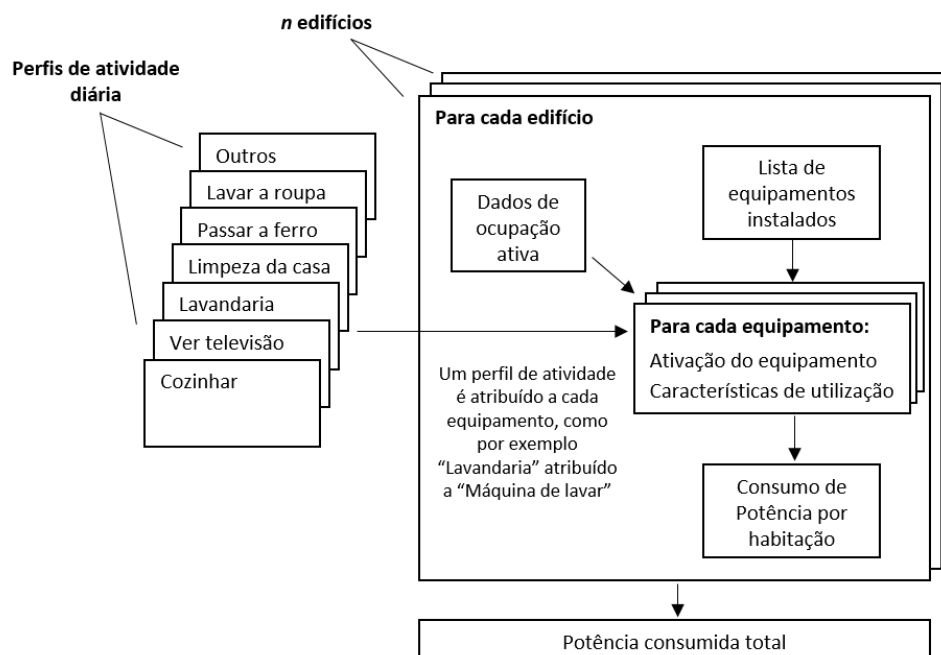 n edifícios
Perfis de atividade
diária
Outros
Lavar a roupa
Passar a ferro
Limpeza da casa
Lavandaria
Ver televisão
Cozinhar
Para cada edifício
Dados de
ocupação
ativa
Lista de
equipamentos
instalados
Para cada equipamento:
Ativação do equipamento
Características de utilização
Um perfil de atividade
é atribuído a cada
equipamento, como
por exemplo
“Lavandaria” atribuído
a “Máquina de lavar”
Consumo de
Potência por
habitação
Potência consumida total